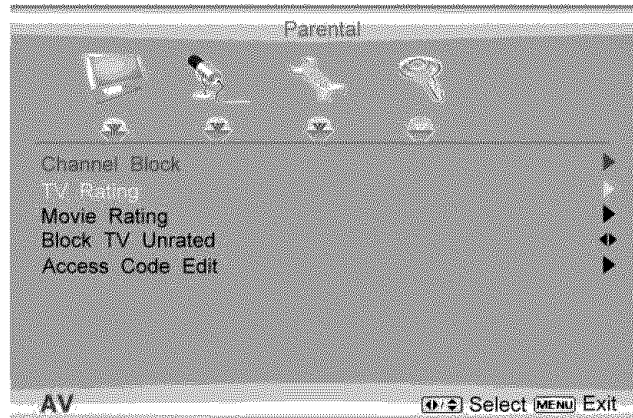 Parental
Channel Block
TV Rating
Movie Rating
Block TV Unrated
Access Code Edit
AV Select MENU Exit